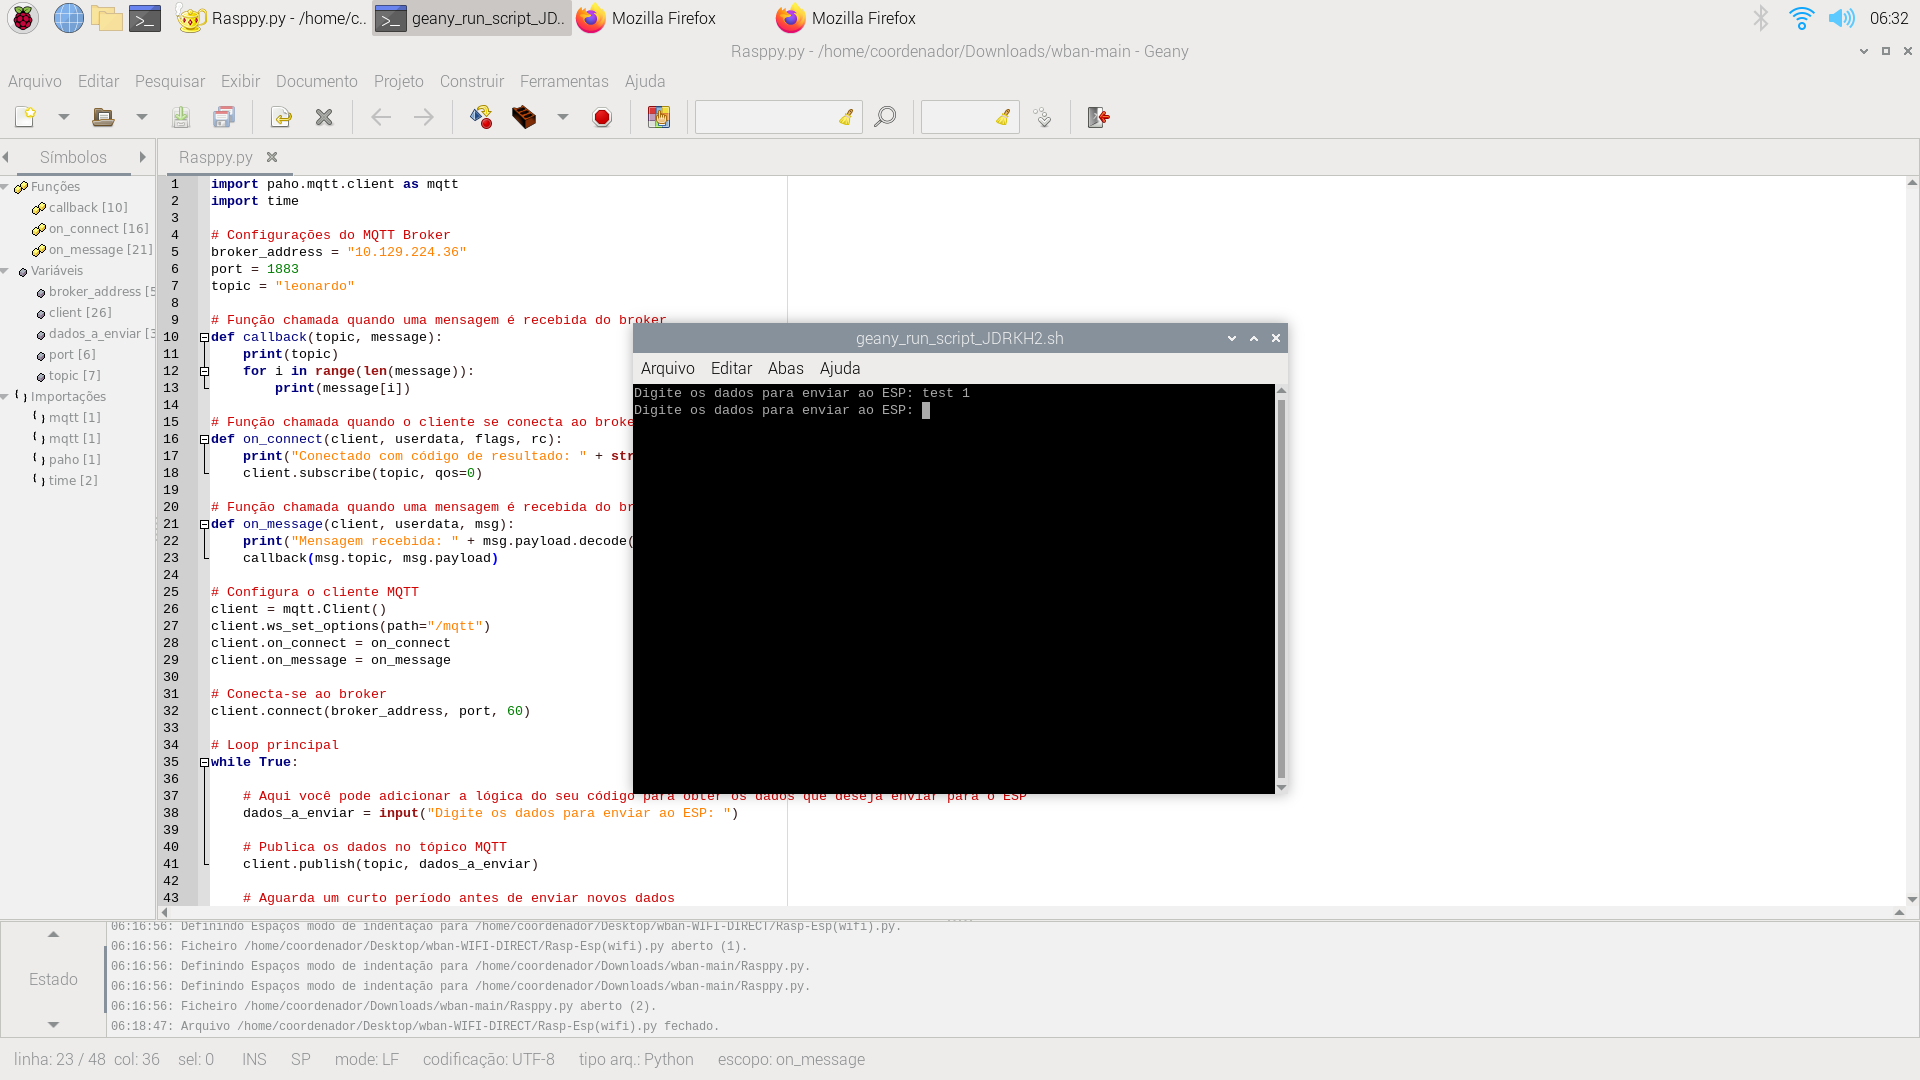 Rasppy.py - /home/c..
geany_run_script_JD..
Mozilla Firefox
Mozilla Firefox
06:32
Rasppy.py - /home/coordenador/Downloads/wban-main - Geany
Arquivo Editar Pesquisar Exibir Documento Projeto Construir Ferramentas Ajuda
Símbolos
Rasppy.py
Funções
callback [10]
on_connect [16]
on_message [21]
Variáveis
broker_address [5
client [26]
dados_a_enviar [3
port [6]
topic [7]
Importações
mqtt [1]
mqtt [1]
paho [1]
time [2]
1 import paho.mqtt.client as mqtt
2 import time
3
4 # Configurações do MQTT Broker
5 broker_address = "10.129.224.36"
6 port = 1883
7 topic = "leonardo"
8
9 # Função chamada quando uma mensagem é recebida do broker
10 def callback(topic, message):
11 print(topic)
12 for i in range(len(message)):
13 print(message[i])
14
15 # Função chamada quando o cliente se conecta ao broke
16 def on_connect(client, userdata, flags, rc):
17 print("Conectado com código de resultado: " + str
18 client.subscribe(topic, qos=0)
19
20 # Função chamada quando uma mensagem é recebida do br
21 def on_message(client, userdata, msg):
22 print("Mensagem recebida: " + msg.payload.decode(
23 callback(msg.topic, msg.payload)
24
25 # Configura o cliente MQTT
26 client = mqtt.Client()
27 client.ws_set_options(path="/mqtt")
28 client.on_connect = on_connect
29 client.on_message = on_message
30
31 # Conecta-se ao broker
32 client.connect(broker_address, port, 60)
33
34 # Loop principal
35 while True:
36
37 # Aqui você pode adicionar a lógica do seu código para obter os dados que deseja enviar para o ESP
38 dados_a_enviar = input("Digite os dados para enviar ao ESP: ")
39
40 # Publica os dados no tópico MQTT
41 client.publish(topic, dados_a_enviar)
42
43 # Aguarda um curto período antes de enviar novos dados
geany_run_script_JDRKH2.sh
Arquivo Editar Abas Ajuda
Digite os dados para enviar ao ESP: test 1
Digite os dados para enviar ao ESP:
Estado
06:16:56: Definindo Espaços modo de indentação para /home/coordenador/Desktop/wban-WIFI-DIRECT/Rasp-Esp(wifi).py.
06:16:56: Ficheiro /home/coordenador/Desktop/wban-WIFI-DIRECT/Rasp-Esp(wifi).py aberto (1).
06:16:56: Definindo Espaços modo de indentação para /home/coordenador/Downloads/wban-main/Rasppy.py.
06:16:56: Definindo Espaços modo de indentação para /home/coordenador/Downloads/wban-main/Rasppy.py.
06:16:56: Ficheiro /home/coordenador/Downloads/wban-main/Rasppy.py aberto (2).
06:18:47: Arquivo /home/coordenador/Desktop/wban-WIFI-DIRECT/Rasp-Esp(wifi).py fechado.
linha: 23 / 48 col: 36 sel: 0 INS SP mode: LF codificação: UTF-8 tipo arq.: Python escopo: on_message